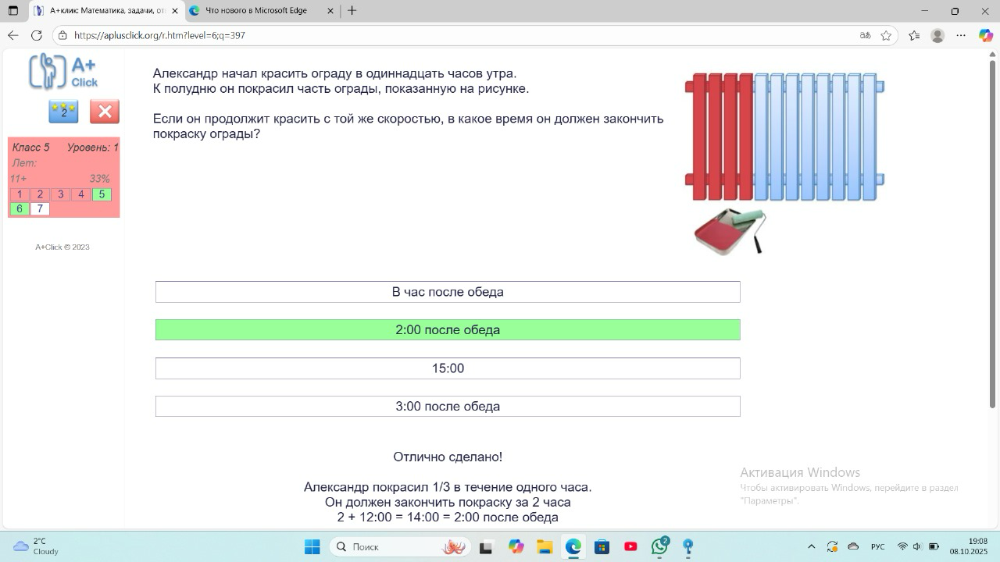 А+клик Математика, задачи о
Что нового в Microsoft Edge
https://aplusclick.org/r.htm?level=6;q=397
A+
Click
2
Класс 5 Уровень: 1
Лет:
11+ 33%
1 2 3 4 5
6 7
A+Click © 2023
Александр начал красить ограду в одиннадцать часов утра.
К полудню он покрасил часть ограды, показанную на рисунке.
Если он продолжит красить с той же скоростью, в какое время он должен закончить
покраску ограды?
В час после обеда
2:00 после обеда
15:00
3:00 после обеда
Отлично сделано!
Александр покрасил 1/3 в течение одного часа.
Он должен закончить покраску за 2 часа
2 + 12:00 = 14:00 = 2:00 после обеда
Активация Windows
Чтобы активировать Windows, перейдите в раздел
"Параметры".
2°C
Cloudy
Поиск
2
РУС
19:08
08.10.2025